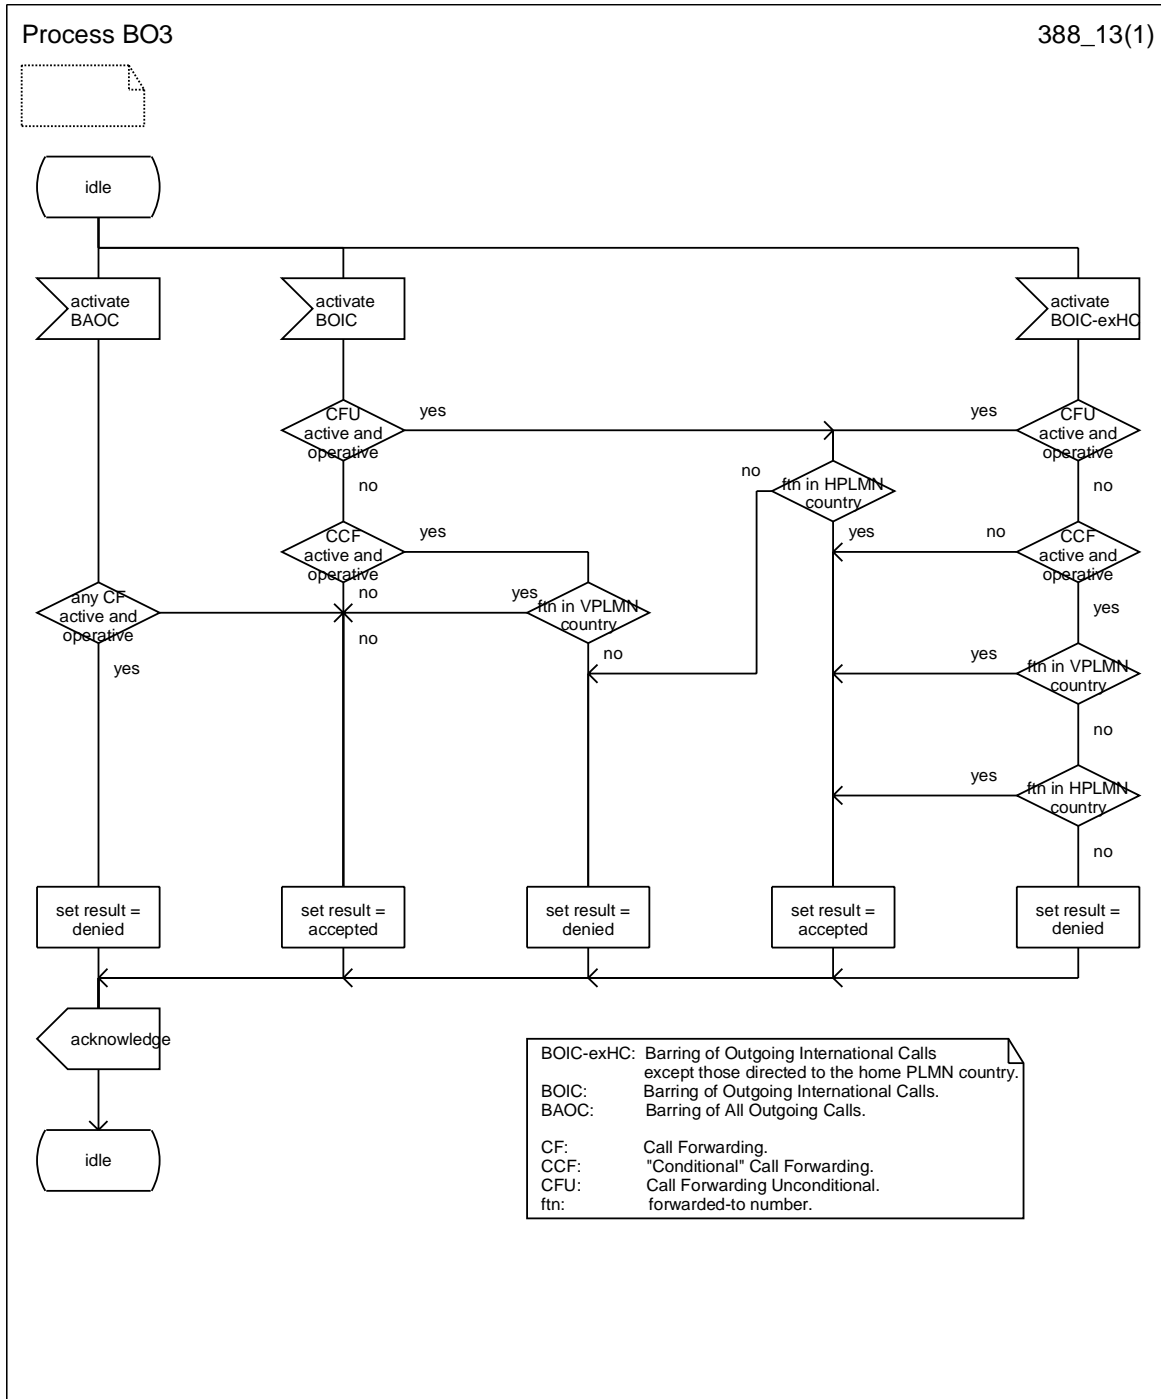 Process BO3
388_13(1)
idle
activate
BAOC
activate
BOIC
activate
BOIC-exHC
CFU
active and
operative
yes
yes
CFU
active and
operative
no
ftn in HPLMN
country
no
no
yes
CCF
active and
operative
yes
no
CCF
active and
operative
any CF
active and
operative
no
no
yes
ftn in VPLMN
country
yes
yes
no
yes
ftn in VPLMN
country
no
yes
ftn in HPLMN
country
no
set result =
denied
set result =
accepted
set result =
denied
set result =
accepted
set result =
denied
acknowledge
idle
BOIC-exHC: Barring of Outgoing International Calls
except those directed to the home PLMN country.
BOIC: Barring of Outgoing International Calls.
BAOC: Barring of All Outgoing Calls.
CF: Call Forwarding.
CCF: "Conditional" Call Forwarding.
CFU: Call Forwarding Unconditional.
ftn: forwarded-to number.